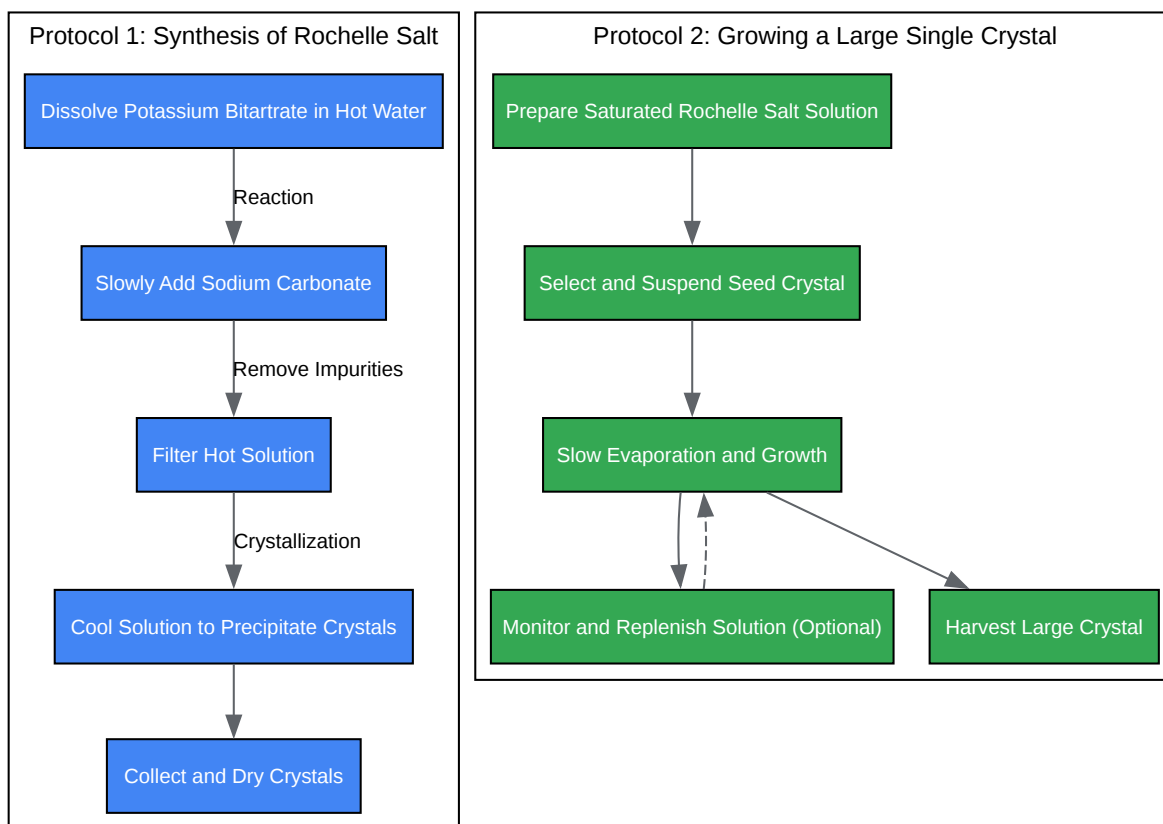 Protocol 1: Synthesis of Rochelle Salt
Dissolve Potassium Bitartrate in Hot Water
Reaction
Slowly Add Sodium Carbonate
Remove Impurities
Filter Hot Solution
Crystallization
Cool Solution to Precipitate Crystals
Collect and Dry Crystals
Protocol 2: Growing a Large Single Crystal
Prepare Saturated Rochelle Salt Solution
Select and Suspend Seed Crystal
Slow Evaporation and Growth
Monitor and Replenish Solution (Optional)
Harvest Large Crystal